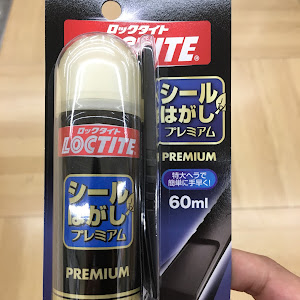 ロックタイト
LOCTITE
シール
はがし
プレミアム
PREMIUM
特大ヘラで
簡単に手早く!
60ml
ロックタイト
LOCTITE
シール
はがし
プレミアム
PREMIUM